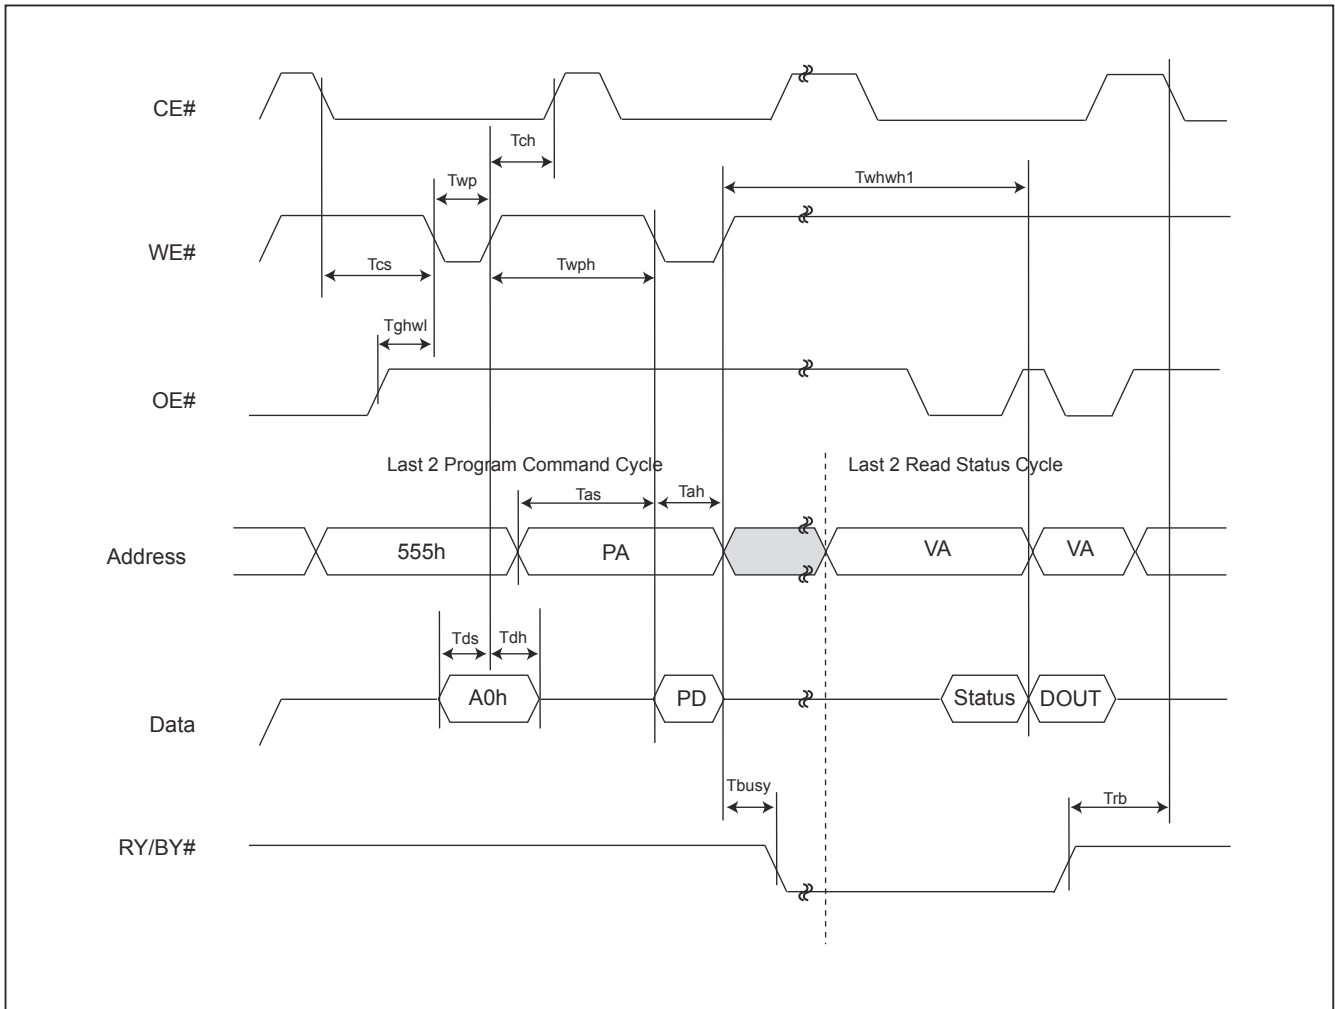 CE#
Tch
Twp
Twhwh1
WE#
Tcs
Twph
Tghwl
OE#
Last 2 Program Command Cycle
Last 2 Read Status Cycle
Tas
Tah
Address
555h
PA
VA
VA
Tds
Tdh
A0h
PD
Status
DOUT
Data
Tbusy
Trb
RY/BY#